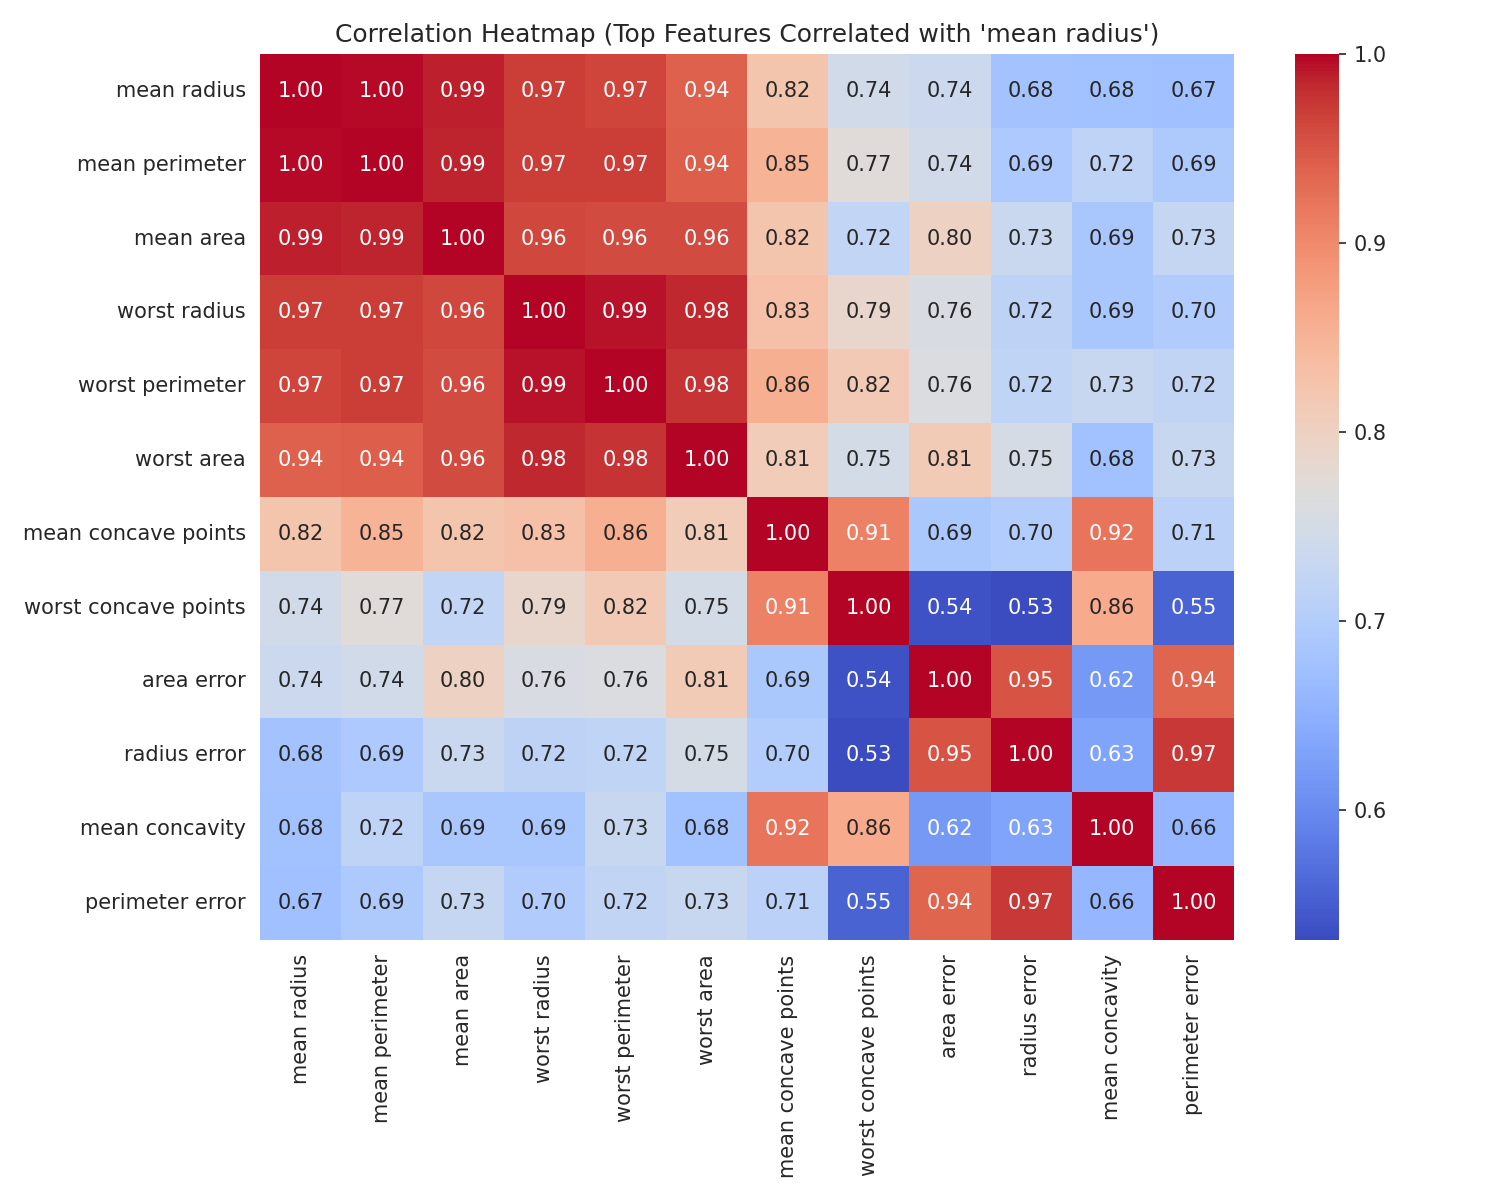 Correlation Heatmap (Top Features Correlated with 'mean radius')
mean radius 1.00 1.00 0.99 0.97 0.97 0.94 0.82 0.74 0.74 0.68 0.68 0.67
mean perimeter 1.00 1.00 0.99 0.97 0.97 0.94 0.85 0.77 0.74 0.69 0.72 0.69
mean area 0.99 0.99 1.00 0.96 0.96 0.96 0.82 0.72 0.80 0.73 0.69 0.73
worst radius 0.97 0.97 0.96 1.00 0.99 0.98 0.83 0.79 0.76 0.72 0.69 0.70
worst perimeter 0.97 0.97 0.96 0.99 1.00 0.98 0.86 0.82 0.76 0.72 0.73 0.72
worst area 0.94 0.94 0.96 0.98 0.98 1.00 0.81 0.75 0.81 0.75 0.68 0.73
mean concave points 0.82 0.85 0.82 0.83 0.86 0.81 1.00 0.91 0.69 0.70 0.92 0.71
worst concave points 0.74 0.77 0.72 0.79 0.82 0.75 0.91 1.00 0.54 0.53 0.86 0.55
area error 0.74 0.74 0.80 0.76 0.76 0.81 0.69 0.54 1.00 0.95 0.62 0.94
radius error 0.68 0.69 0.73 0.72 0.72 0.75 0.70 0.53 0.95 1.00 0.63 0.97
mean concavity 0.68 0.72 0.69 0.69 0.73 0.68 0.92 0.86 0.62 0.63 1.00 0.66
perimeter error 0.67 0.69 0.73 0.70 0.72 0.73 0.71 0.55 0.94 0.97 0.66 1.00
mean radius
mean perimeter
mean area
worst radius
worst perimeter
worst area
mean concave points
worst concave points
area error
radius error
mean concavity
perimeter error
1.0
0.9
0.8
0.7
0.6